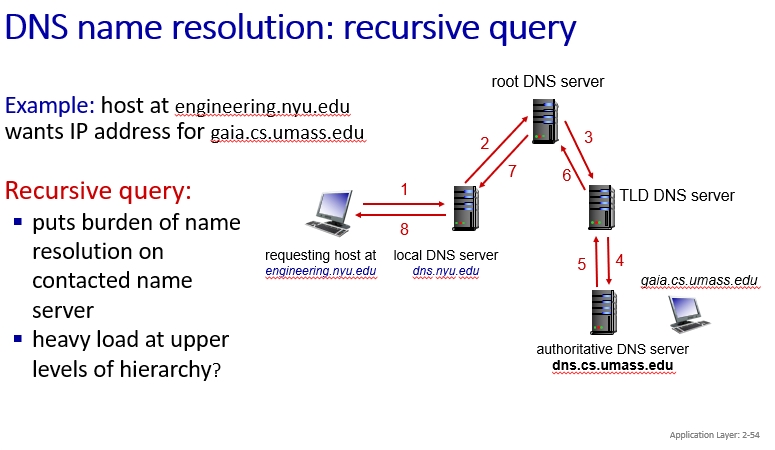 DNS name resolution: recursive query
Example: host at engineering.nyu.edu
wants IP address for gaia.cs.umass.edu
Recursive query:
▪ puts burden of name
resolution on
contacted name
server
▪ heavy load at upper
levels of hierarchy?
root DNS server
2
3
7
6
TLD DNS server
1
8
requesting host at
engineering.nyu.edu
local DNS server
dns.nyu.edu
5
4
gaia.cs.umass.edu
authoritative DNS server
dns.cs.umass.edu
Application Layer: 2-54